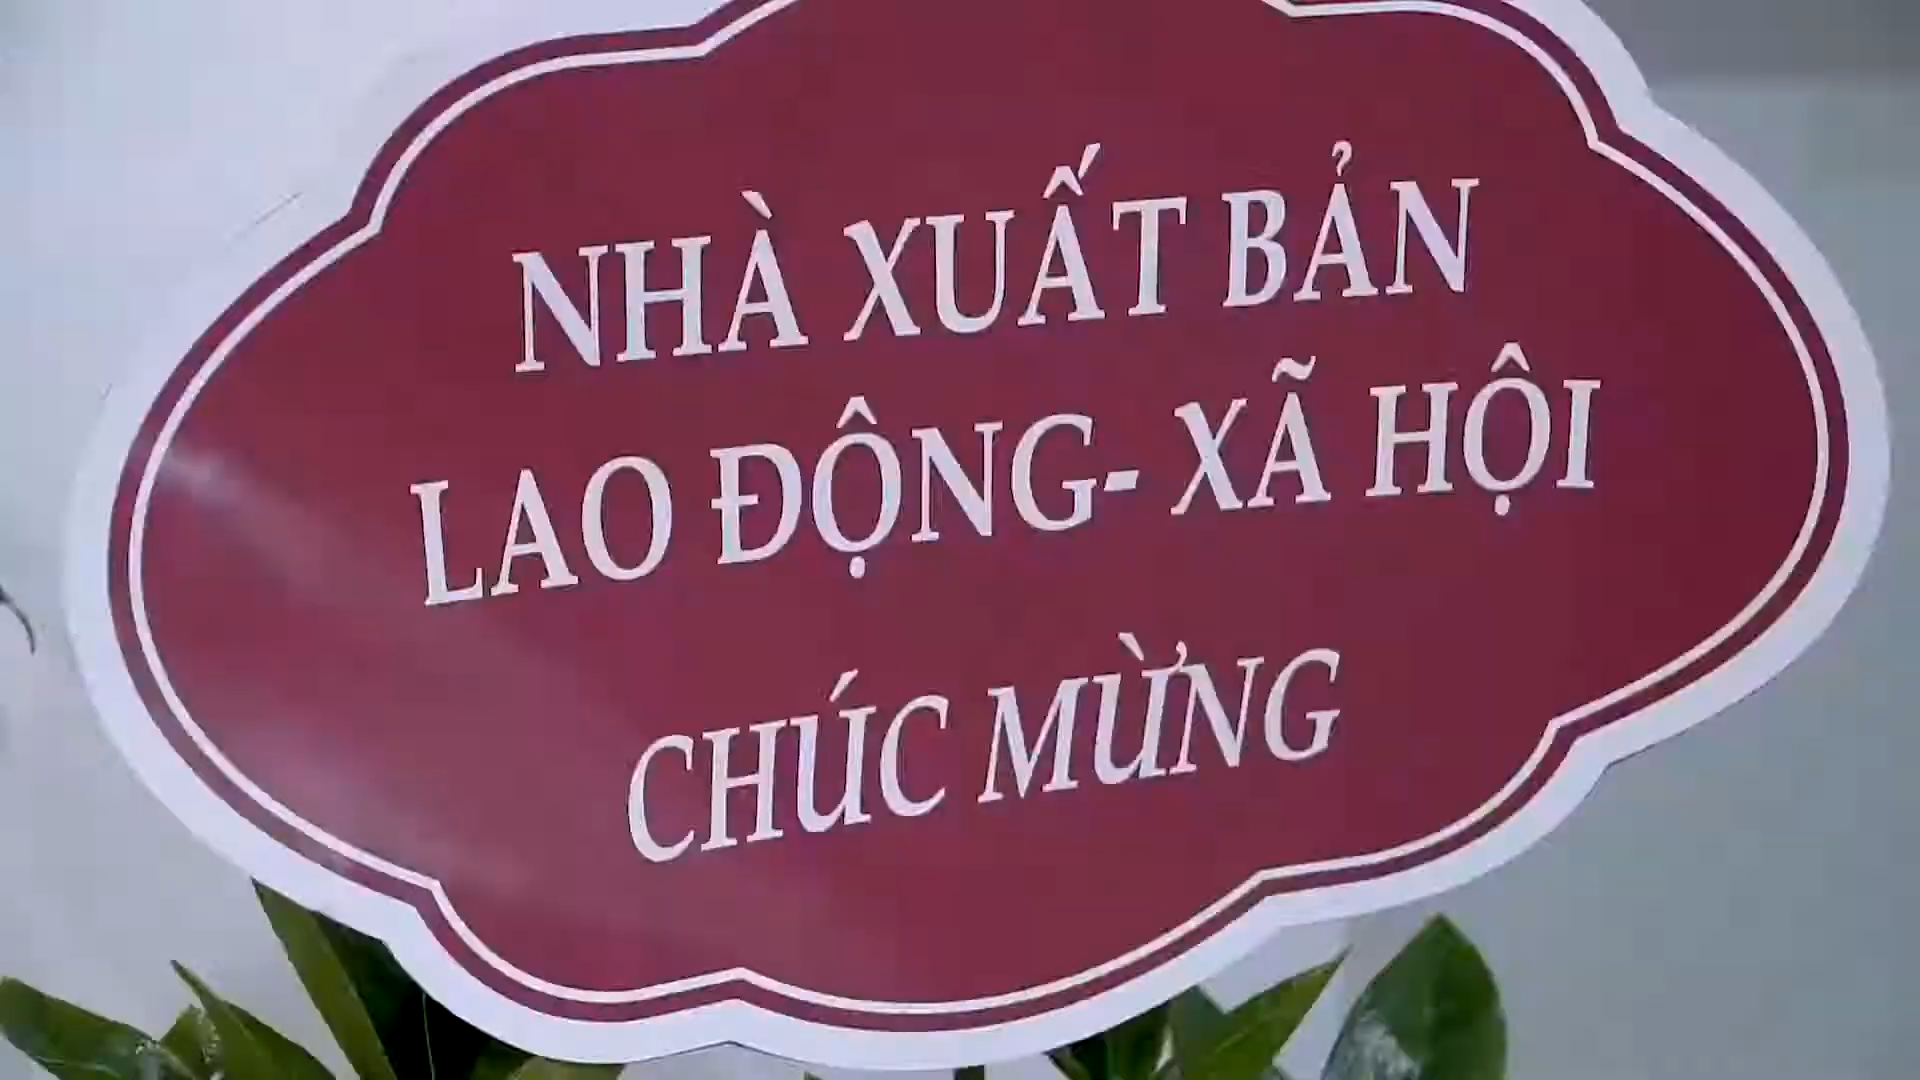 NHÀ XUẤT BẢN
LAO ĐỘNG- XÃ HỘI
CHÚC MỪNG